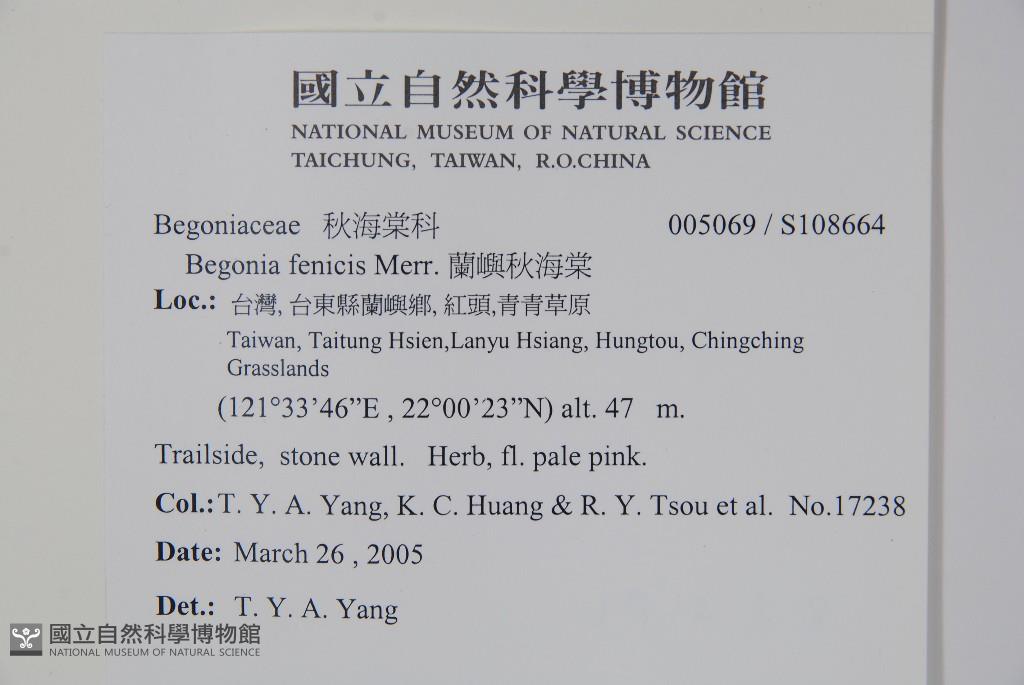 國立自然科學博物館
NATIONAL MUSEUM OF NATURAL SCIENCE
TAICHUNG, TAIWAN, R.O.CHINA
Begoniaceae 秋海棠科 005069 / S108664
Begonia fenicis Merr. 蘭嶼秋海棠
Loc.: 台灣, 台東縣蘭嶼鄉, 紅頭,青青草原
Taiwan, Taitung Hsien,Lanyu Hsiang, Hungtou, Chingching
Grasslands
(121°33’46”E , 22°00’23”N) alt. 47 m.
Trailside, stone wall. Herb, fl. pale pink.
Col.: T. Y. A. Yang, K. C. Huang & R. Y. Tsou et al. No.17238
Date: March 26 , 2005
Det.: T. Y. A. Yang
國立自然科學博物館
NATIONAL MUSEUM OF NATURAL SCIENCE